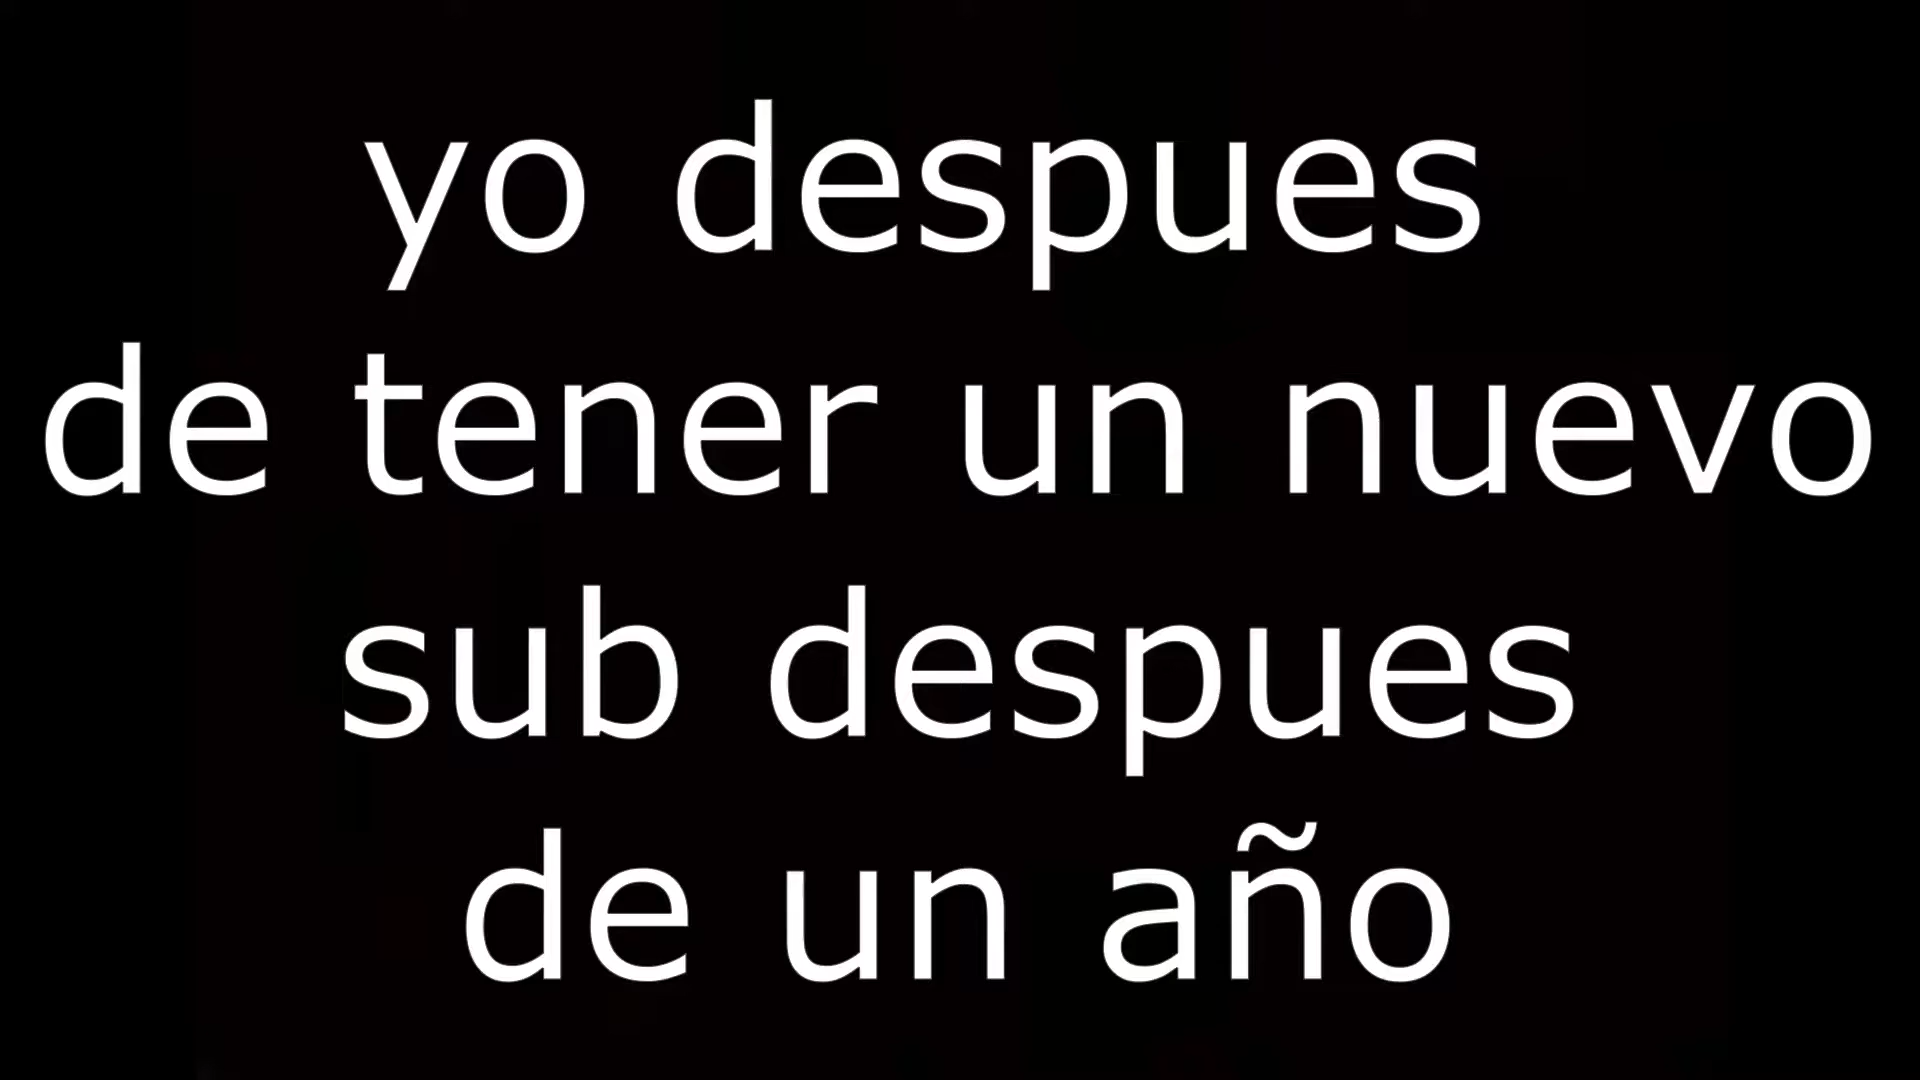 yo despues
de tener un nuevo
sub despues
de un año